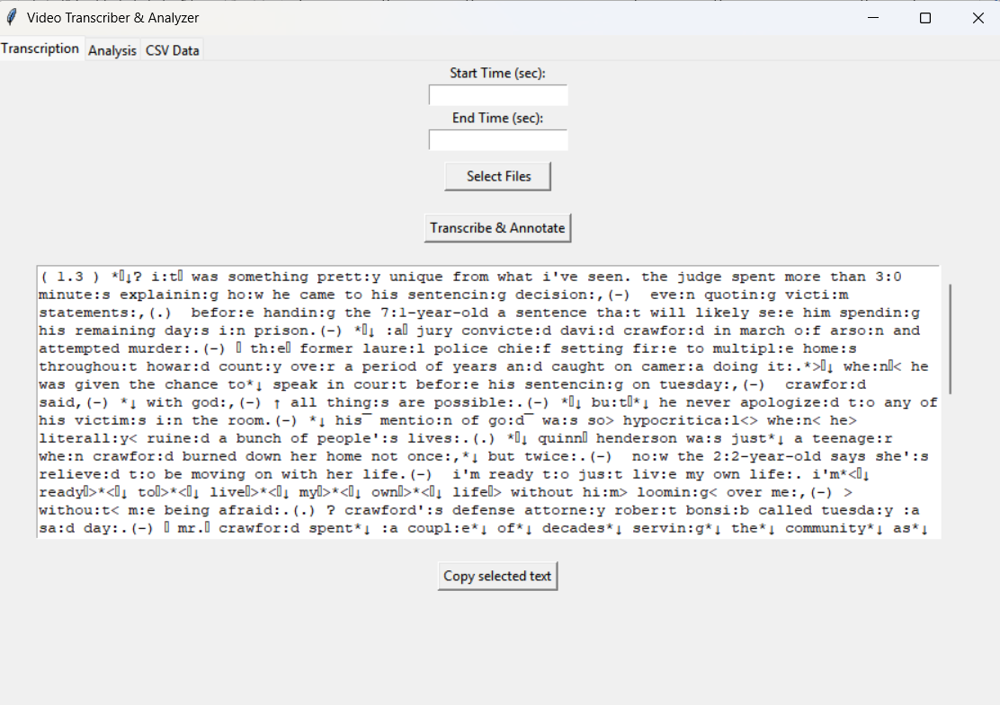 Video Transcriber & Analyzer
Transcription Analysis CSV Data
Start Time (sec):
End Time (sec):
Select Files
Transcribe & Annotate
( 1.3 ) *▯↓? i:t▯ was something prett:y unique from what i've seen. the judge spent more than 3:0
minute:s explainin:g ho:w he came to his sentencin:g decision:,(-)  eve:n quotin:g victi:m
statements:,(.)  befor:e handin:g the 7:1-year-old a sentence tha:t will likely se:e him spendin:g
his remaining day:s i:n prison.(-) *▯↓ :a▯ jury convicte:d davi:d crawfor:d in march o:f arso:n and
attempted murder:.(-) ▯ th:e▯ former laure:l police chie:f setting fir:e to multipl:e home:s
throughou:t howar:d count:y ove:r a period of years an:d caught on camer:a doing it:.*>▯↓ whe:n▯< he
was given the chance to*↓ speak in cour:t befor:e his sentencin:g on tuesday:,(-)  crawfor:d
said,(-) *↓ with god:,(-) ↑ all thing:s are possible:.(-) *▯↓ bu:t▯*↓ he never apologize:d t:o any of
his victim:s i:n the room.(-) *↓ his¯ mentio:n of go:d¯ wa:s so> hypocritica:l<> whe:n< he>
literall:y< ruine:d a bunch of people':s lives:.(.) *▯↓ quinn▯ henderson wa:s just*↓ a teenage:r
whe:n crawfor:d burned down her home not once:,*↓ but twice:.(-)  no:w the 2:2-year-old says she':s
relieve:d t:o be moving on with her life.(-)  i'm ready t:o jus:t liv:e my own life:. i'm*<▯↓
ready▯>*<▯↓ to▯>*<▯↓ live▯>*<▯↓ my▯>*<▯↓ own▯>*<▯↓ life▯> without hi:m> loomin:g< over me:,(-) >
withou:t< m:e being afraid:.(.) ? crawford's defense attorne:y rober:t bonsi:b called tuesda:y :a
sa:d day:.(-) ▯ mr.▯ crawfor:d spent*↓ :a coupl:e*↓ of*↓ decades*↓ servin:g*↓ the*↓ community*↓ as*↓
Copy selected text